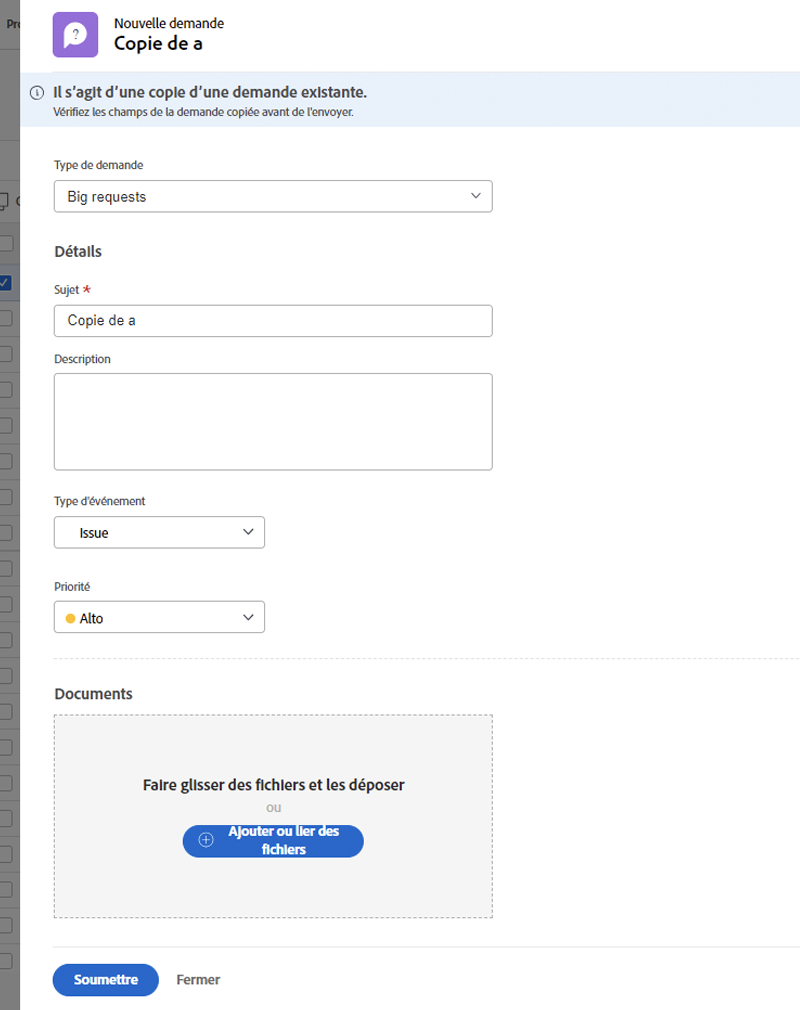 Nouvelle demande
Copie de a
Il s’agit d’une copie d’une demande existante.
Vérifiez les champs de la demande copiée avant de l'envoyer.
Type de demande
Big requests
Détails
Sujet *
Copie de a
Description
Type d'événement
Issue
Priorité
Alto
Documents
Faire glisser des fichiers et les déposer
ou
Ajouter ou lier des
fichiers
Soumettre Fermer